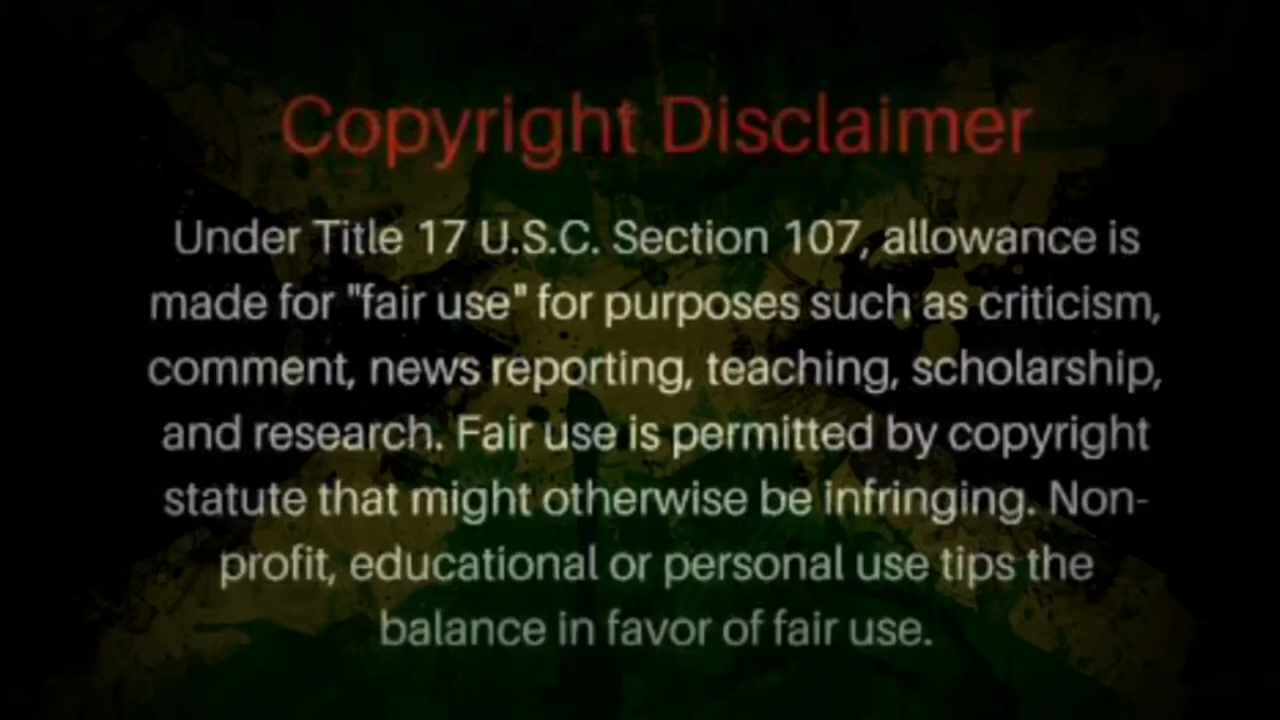 Copyright Disclaimer
Under Title 17 U.S.C. Section 107, allowance is
made for "fair use" for purposes such as criticism,
comment, news reporting, teaching, scholarship,
and research. Fair use is permitted by copyright
statute that might otherwise be infringing. Non-
profit, educational or personal use tips the
balance in favor of fair use.